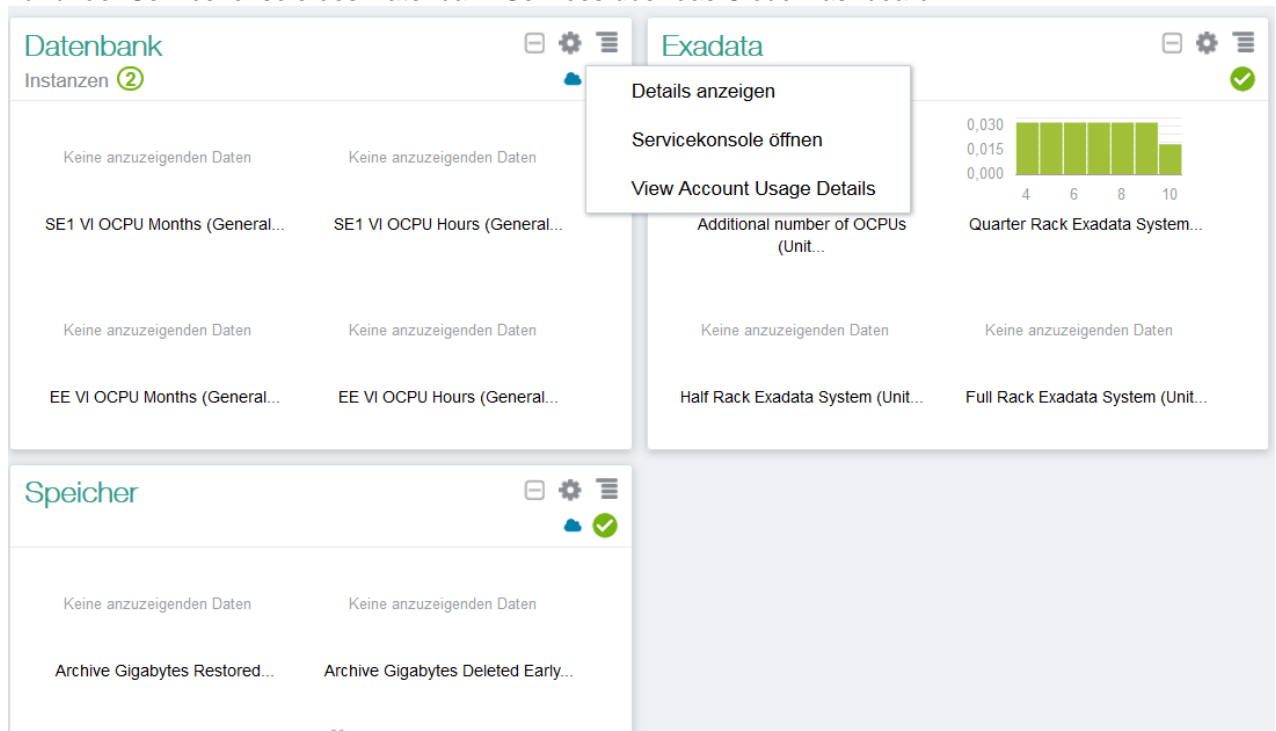 Datenbank
Instanzen 2
Keine anzuzeigenden Daten
Keine anzuzeigenden Daten
SE1 VI OCPU Months (General...
SE1 VI OCPU Hours (General...
Keine anzuzeigenden Daten
Keine anzuzeigenden Daten
EE VI OCPU Months (General...
EE VI OCPU Hours (General...
Details anzeigen
Servicekonsole öffnen
View Account Usage Details
Exadata
0,030
0,015
0,000
4 6 8 10
Additional number of OCPUs
(Unit...
Quarter Rack Exadata System...
Keine anzuzeigenden Daten
Keine anzuzeigenden Daten
Half Rack Exadata System (Unit...
Full Rack Exadata System (Unit...
Speicher
Keine anzuzeigenden Daten
Keine anzuzeigenden Daten
Archive Gigabytes Restored...
Archive Gigabytes Deleted Early...